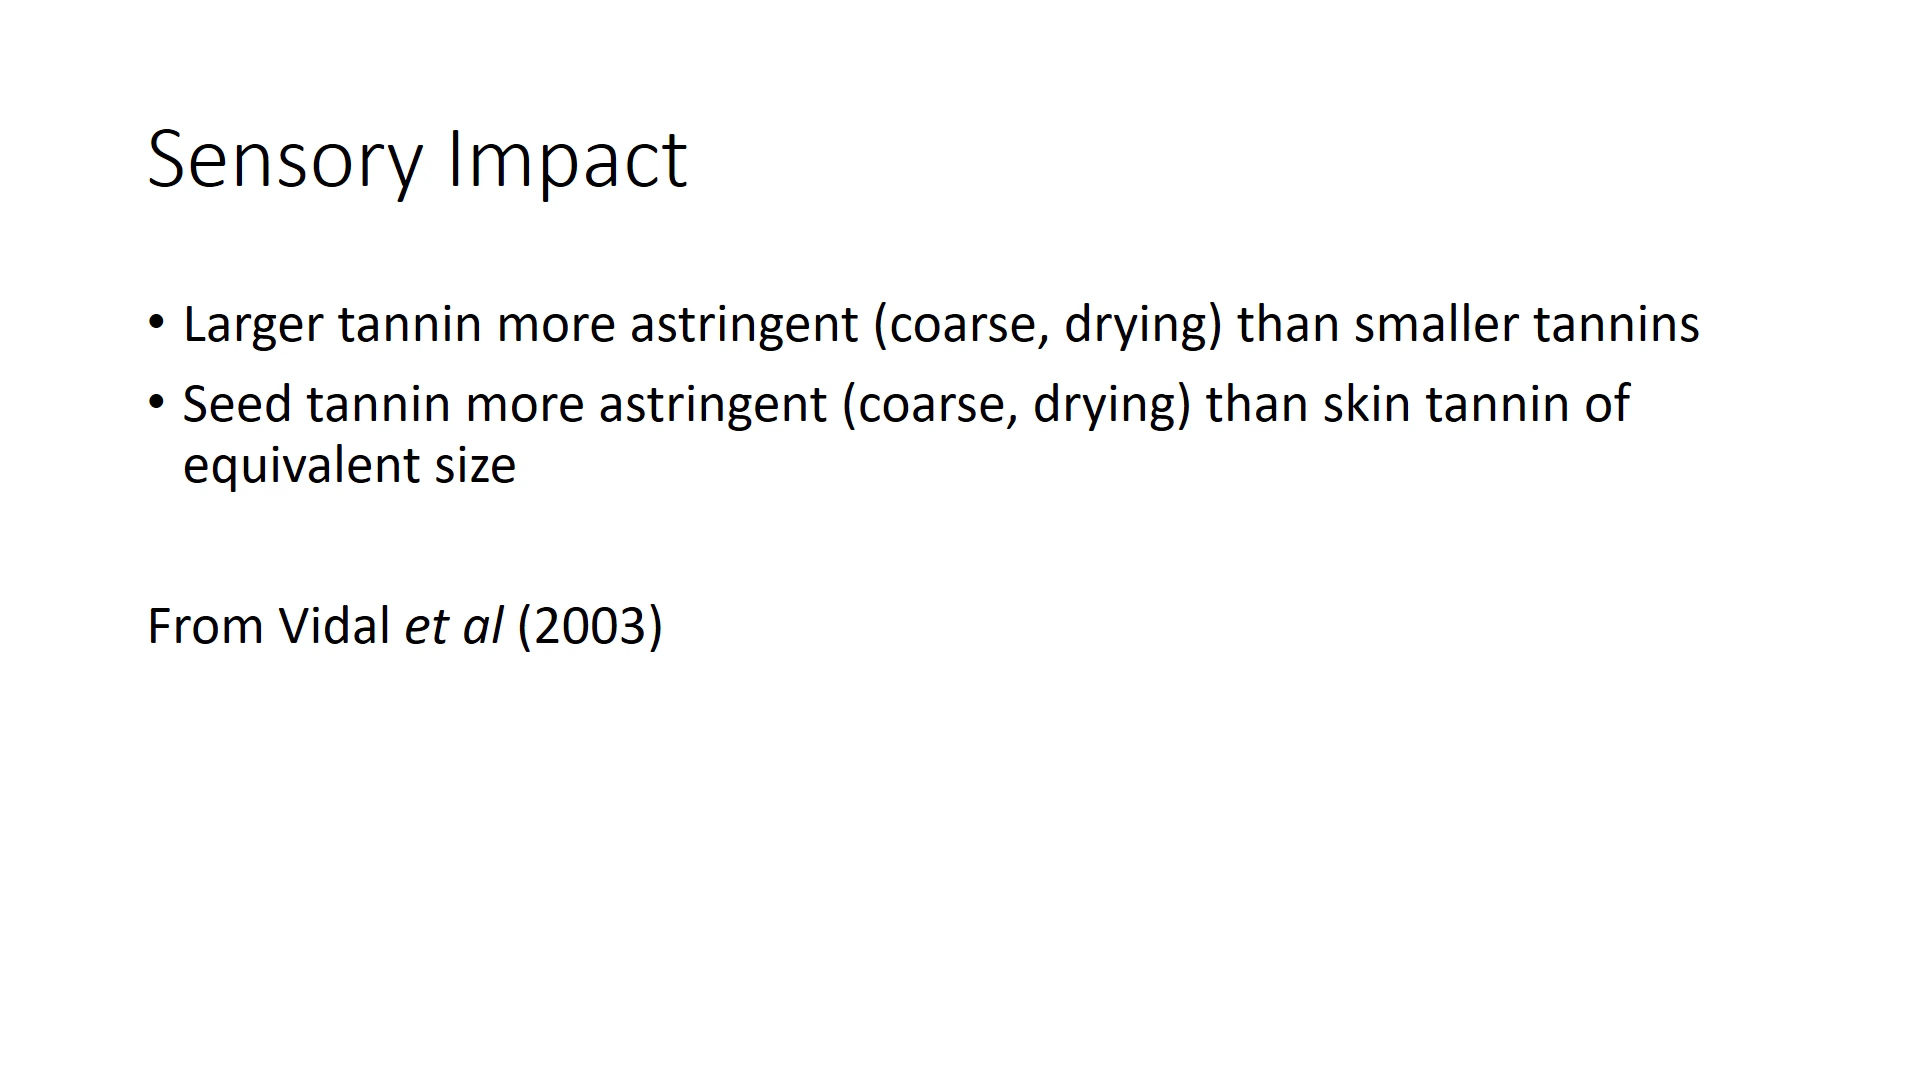 Sensory Impact
• Larger tannin more astringent (coarse, drying) than smaller tannins
• Seed tannin more astringent (coarse, drying) than skin tannin of
equivalent size
From Vidal et al (2003)